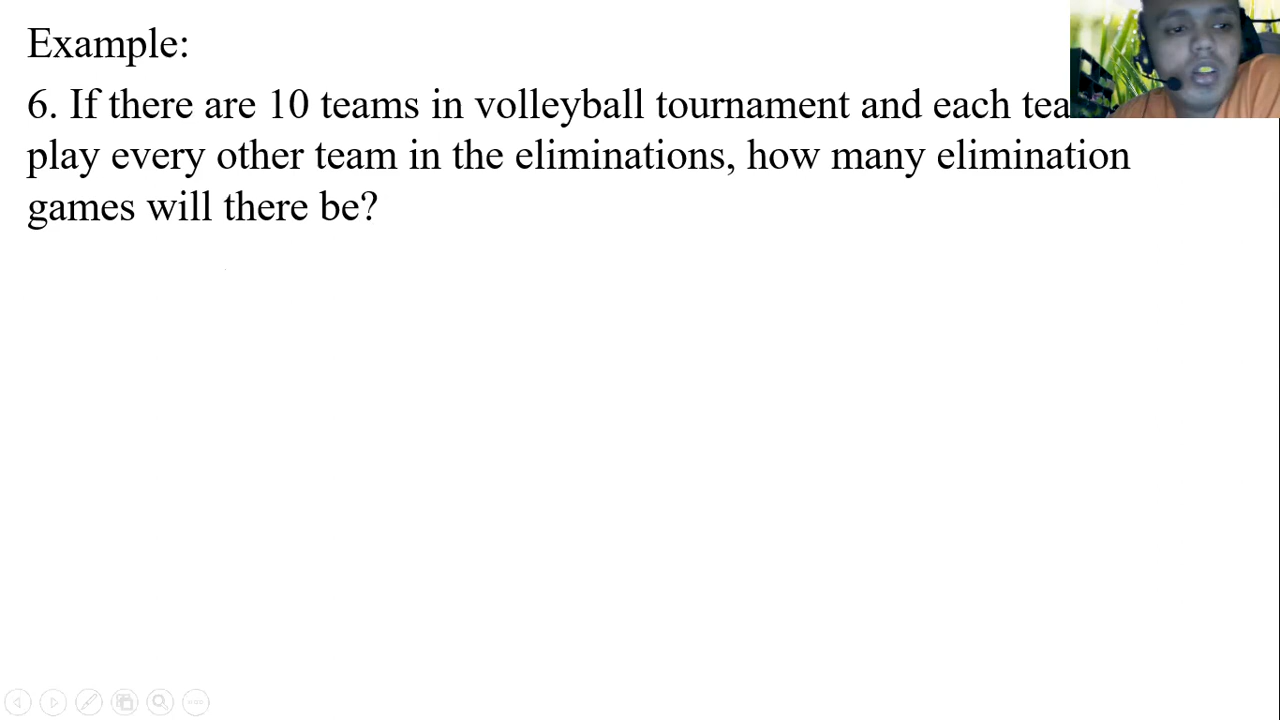 Example:
6. If there are 10 teams in volleyball tournament and each
play every other team in the eliminations, how many elimination
games will there be?